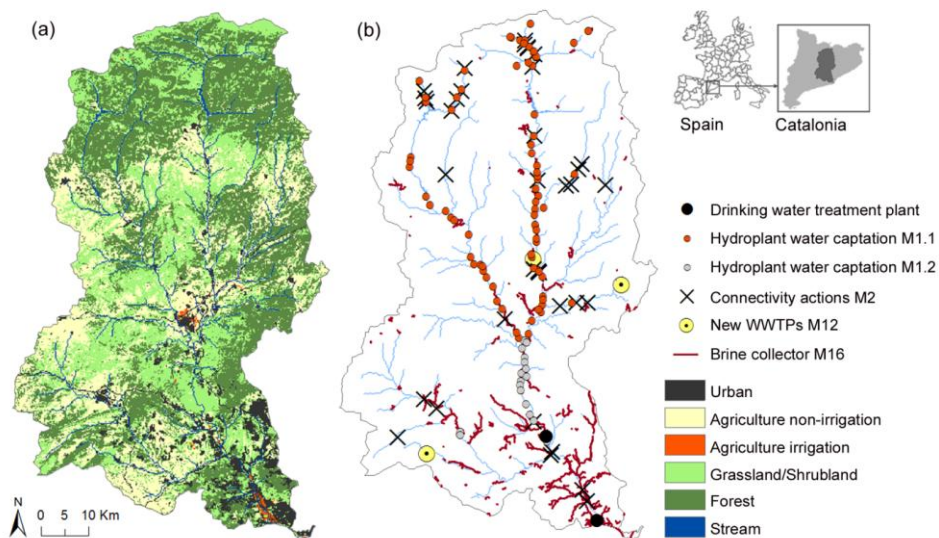 (a)
(b)
Spain
Catalonia
Drinking water treatment plant
Hydroplant water captation M1.1
Hydroplant water captation M1.2
Connectivity actions M2
New WWTPs M12
Brine collector M16
Urban
Agriculture non-irrigation
Agriculture irrigation
Grassland/Shrubland
Forest
Stream
N
0 5 10 Km